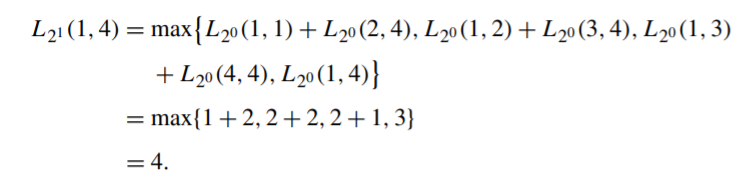 L_{2^1}(1, 4) = max{L_{2^0}(1, 1) + L_{2^0}(2, 4), L_{2^0}(1, 2) + L_{2^0}(3, 4), L_{2^0}(1, 3)
+ L_{2^0}(4, 4), L_{2^0}(1, 4)}
= max{1 + 2, 2 + 2, 2 + 1, 3}
= 4.